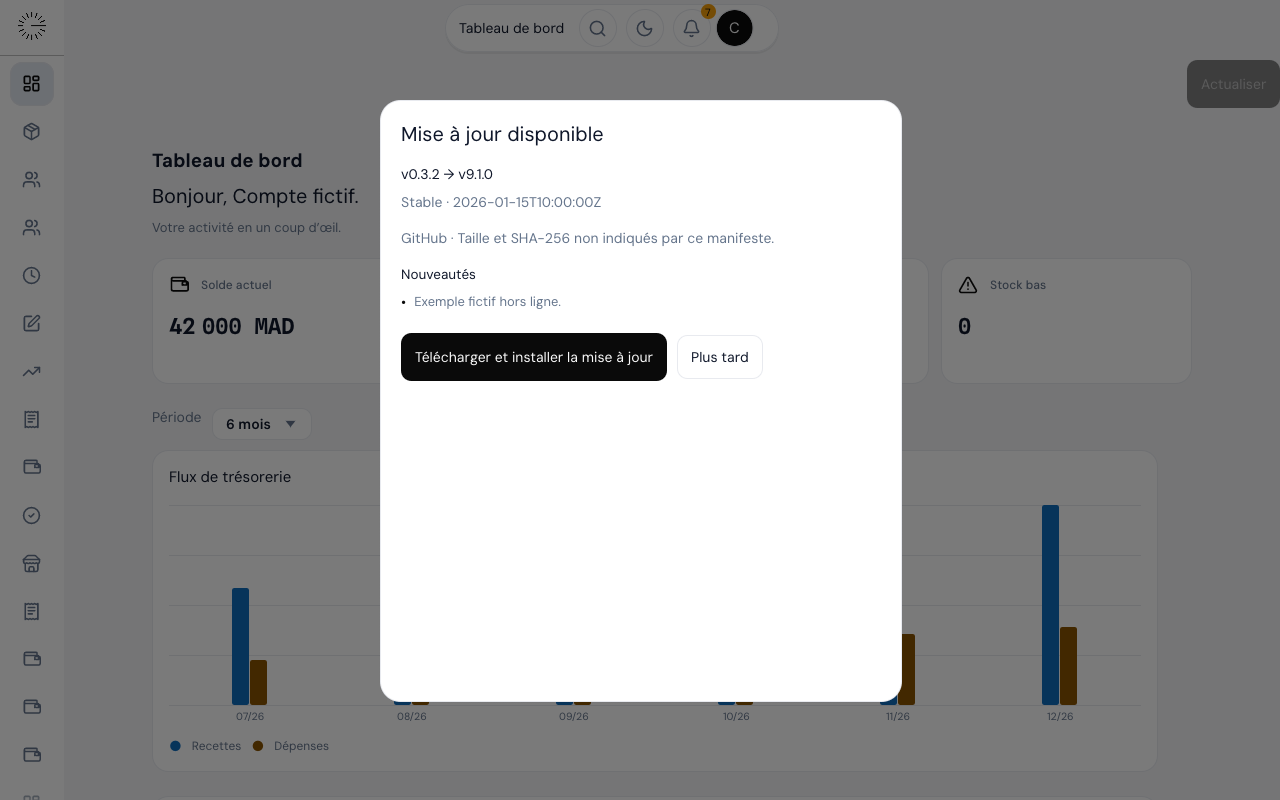 Tableau de bord
7
C
Actualiser
Mise à jour disponible
v0.3.2 → v9.1.0
Stable · 2026-01-15T10:00:00Z
GitHub · Taille et SHA-256 non indiqués par ce manifeste.
Nouveautés
• Exemple fictif hors ligne.
Télécharger et installer la mise à jour
Plus tard
Tableau de bord
Bonjour, Compte fictif.
Votre activité en un coup d’œil.
Solde actuel
42 000 MAD
Stock bas
0
Période
6 mois
Flux de trésorerie
07/26 08/26 09/26 10/26 11/26 12/26
Recettes Dépenses